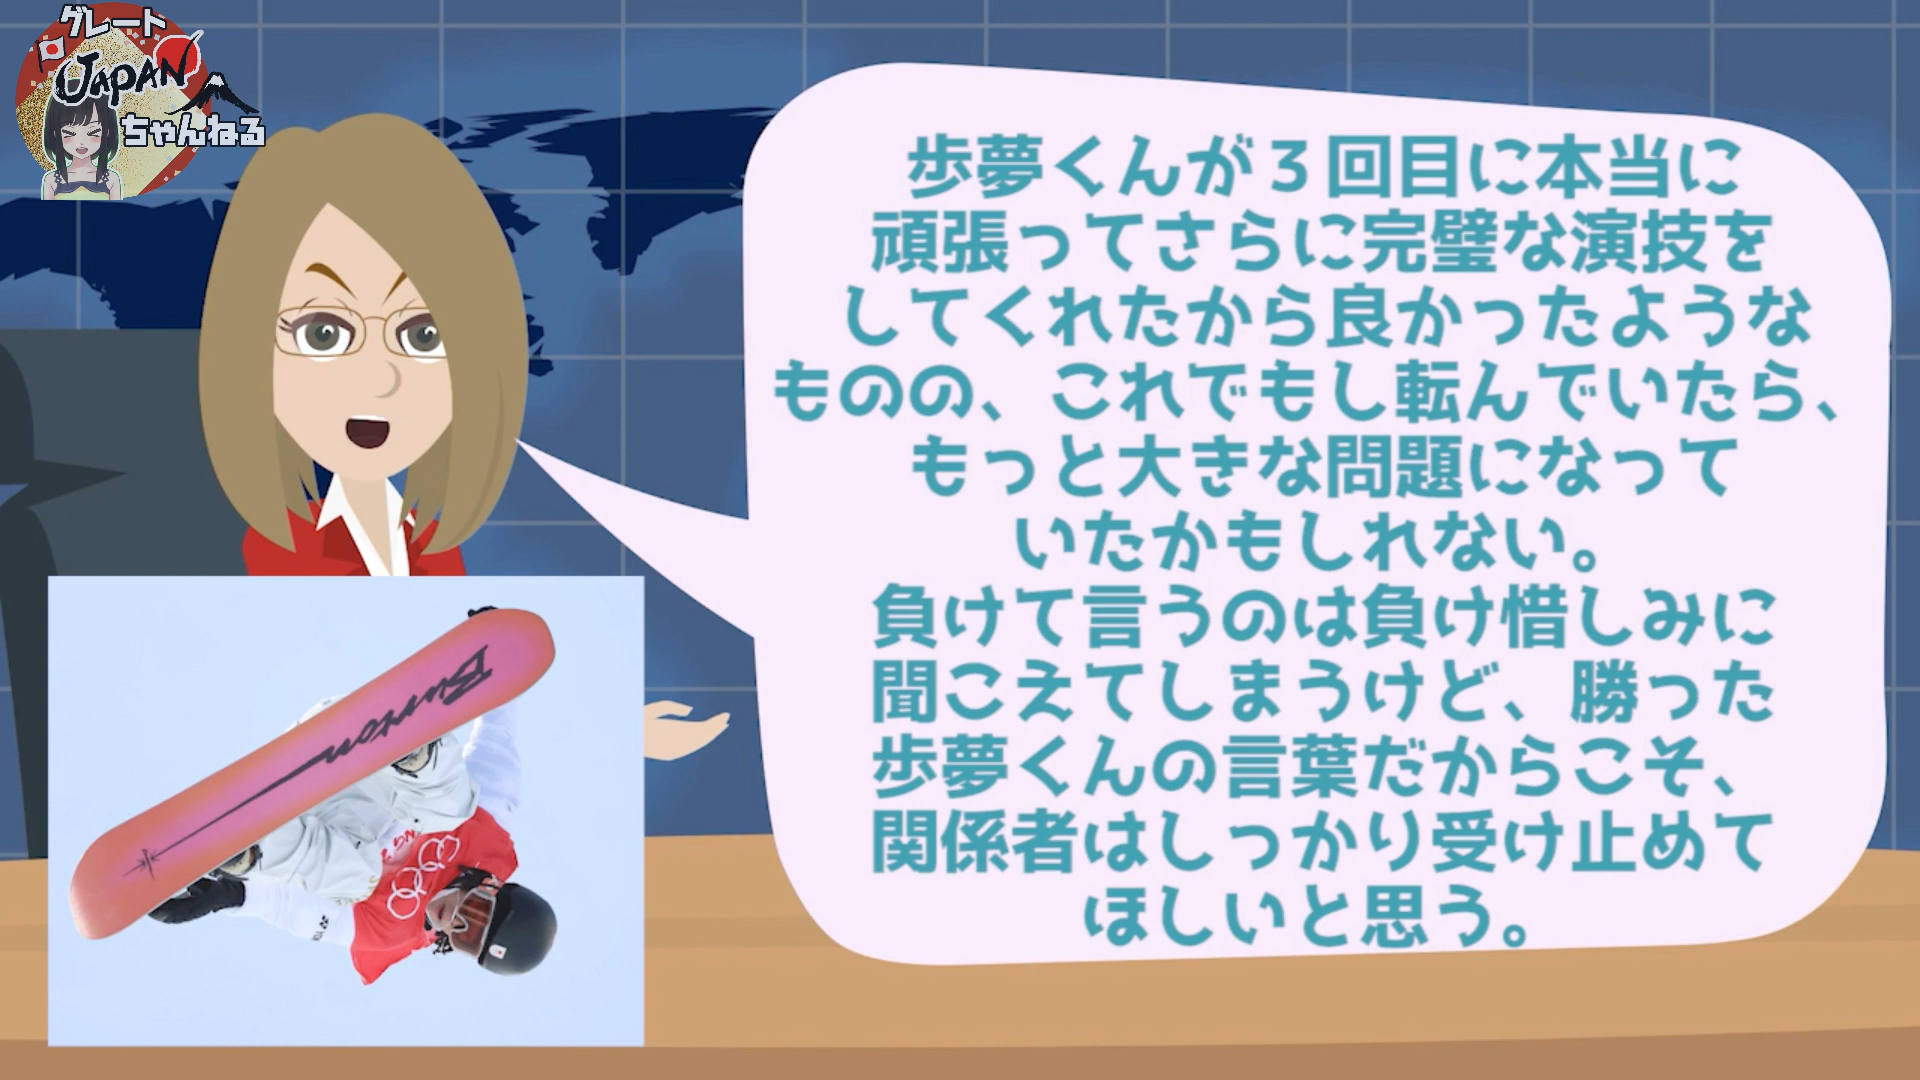 グレート
JAPAN
ちゃんねる
歩夢くんが３回目に本当に
頑張ってさらに完璧な演技を
してくれたから良かったような
ものの、これでもし転んでいたら、
もっと大きな問題になって
いたかもしれない。
負けて言うのは負け惜しみに
聞こえてしまうけど、勝った
歩夢くんの言葉だからこそ、
関係者はしっかり受け止めて
ほしいと思う。
BURTON